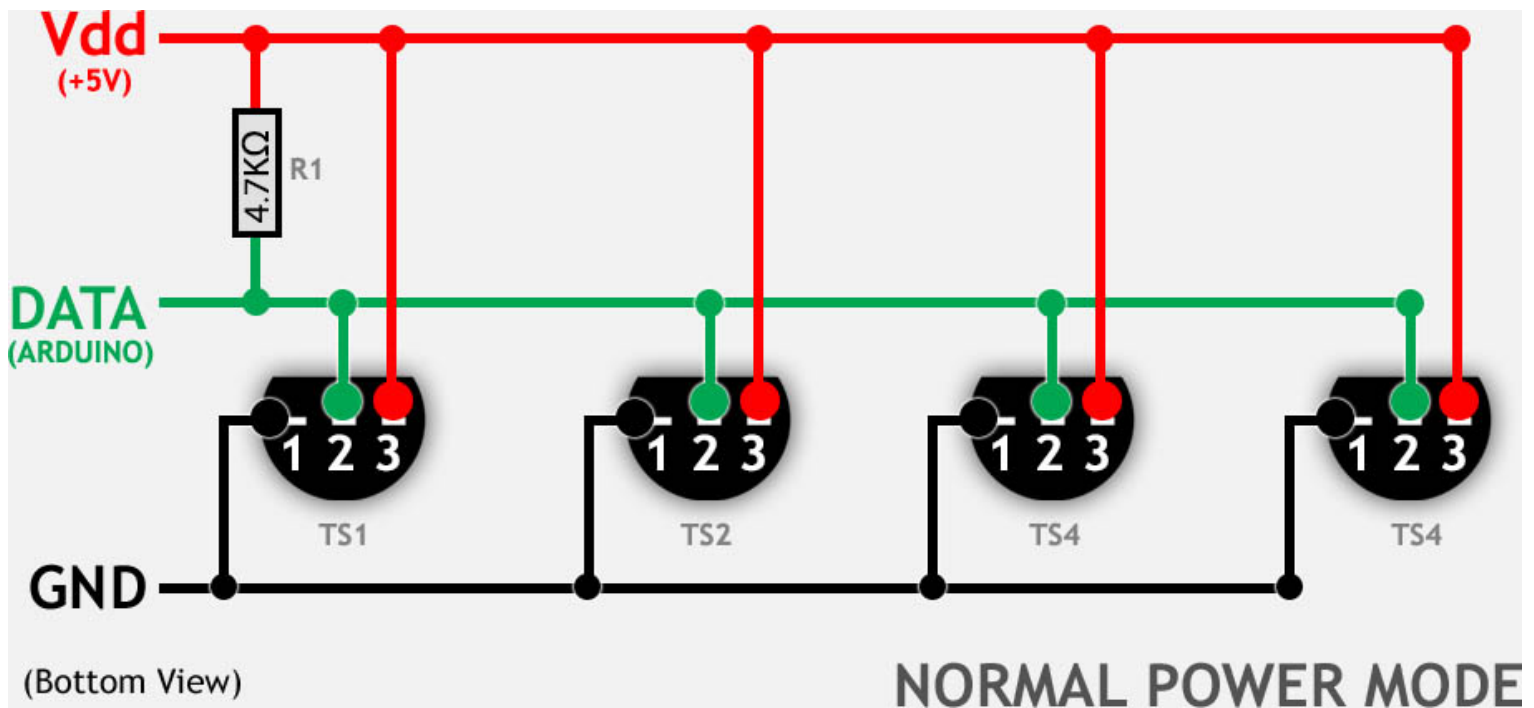 Vdd
(+5V)
4.7KΩ
R1
DATA
(ARDUINO)
1 2 3
1 2 3
1 2 3
1 2 3
TS1
TS2
TS4
TS4
GND
(Bottom View)
NORMAL POWER MODE